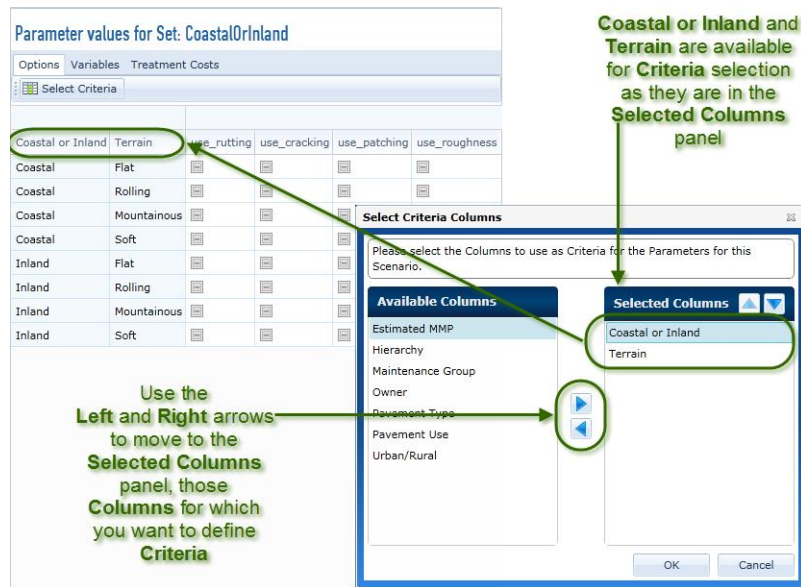 Parameter values for Set: CoastalOrInland
Options Variables Treatment Costs
Select Criteria
Coastal or Inland Terrain use_rutting use_cracking use_patching use_roughness
Coastal Flat
Coastal Rolling
Coastal Mountainous
Coastal Soft
Inland Flat
Inland Rolling
Inland Mountainous
Inland Soft
Coastal or Inland and
Terrain are available
for Criteria selection
as they are in the
Selected Columns
panel
Select Criteria Columns
Please select the Columns to use as Criteria for the Parameters for this
Scenario.
Available Columns
Estimated MMP
Hierarchy
Maintenance Group
Owner
Pavement Type
Pavement Use
Urban/Rural
Selected Columns
Coastal or Inland
Terrain
OK Cancel
Use the
Left and Right arrows
to move to the
Selected Columns
panel, those
Columns for which
you want to define
Criteria